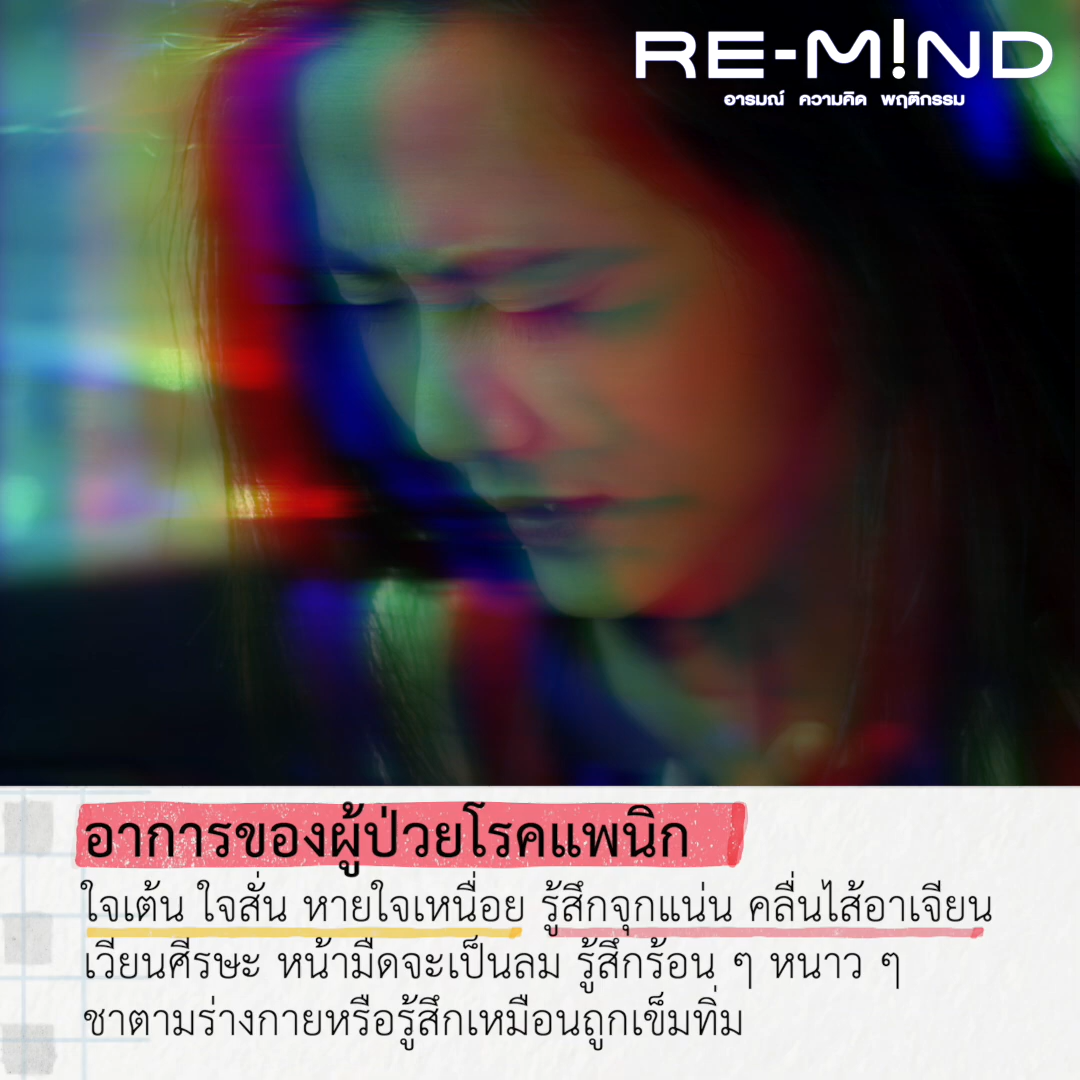 RE-M!ND
อารมณ์ ความคิด พฤติกรรม
อาการของผู้ป่วยโรคแพนิก
ใจเต้น ใจสั่น หายใจเหนื่อย รู้สึกจุกแน่น คลื่นไส้อาเจียน
เวียนศีรษะ หน้ามืดจะเป็นลม รู้สึกร้อน ๆ หนาว ๆ
ชาตามร่างกายหรือรู้สึกเหมือนถูกเข็มทิ่ม